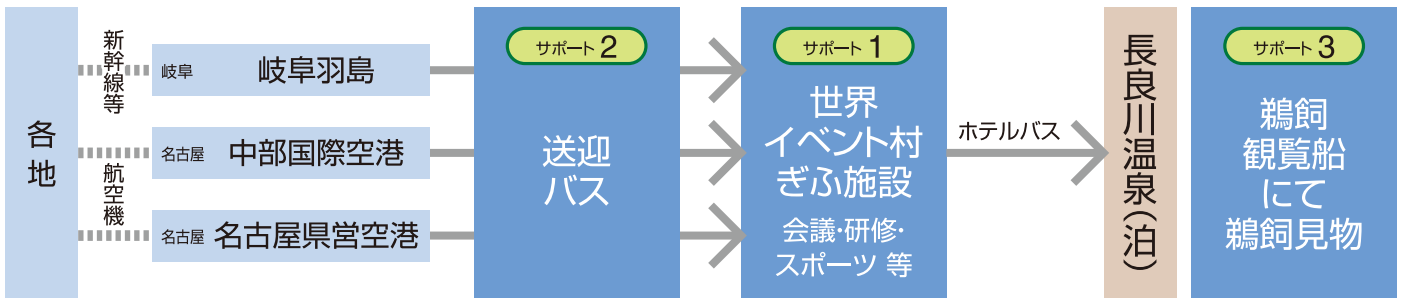 各地
新幹線等
航空機
岐阜 岐阜羽島
名古屋 中部国際空港
名古屋 名古屋県営空港
サポート 2
送迎
バス
サポート 1
世界
イベント村
ぎふ施設
会議・研修・
スポーツ 等
ホテルバス
長良川温泉(泊)
サポート 3
鵜飼
観覧船
にて
鵜飼見物